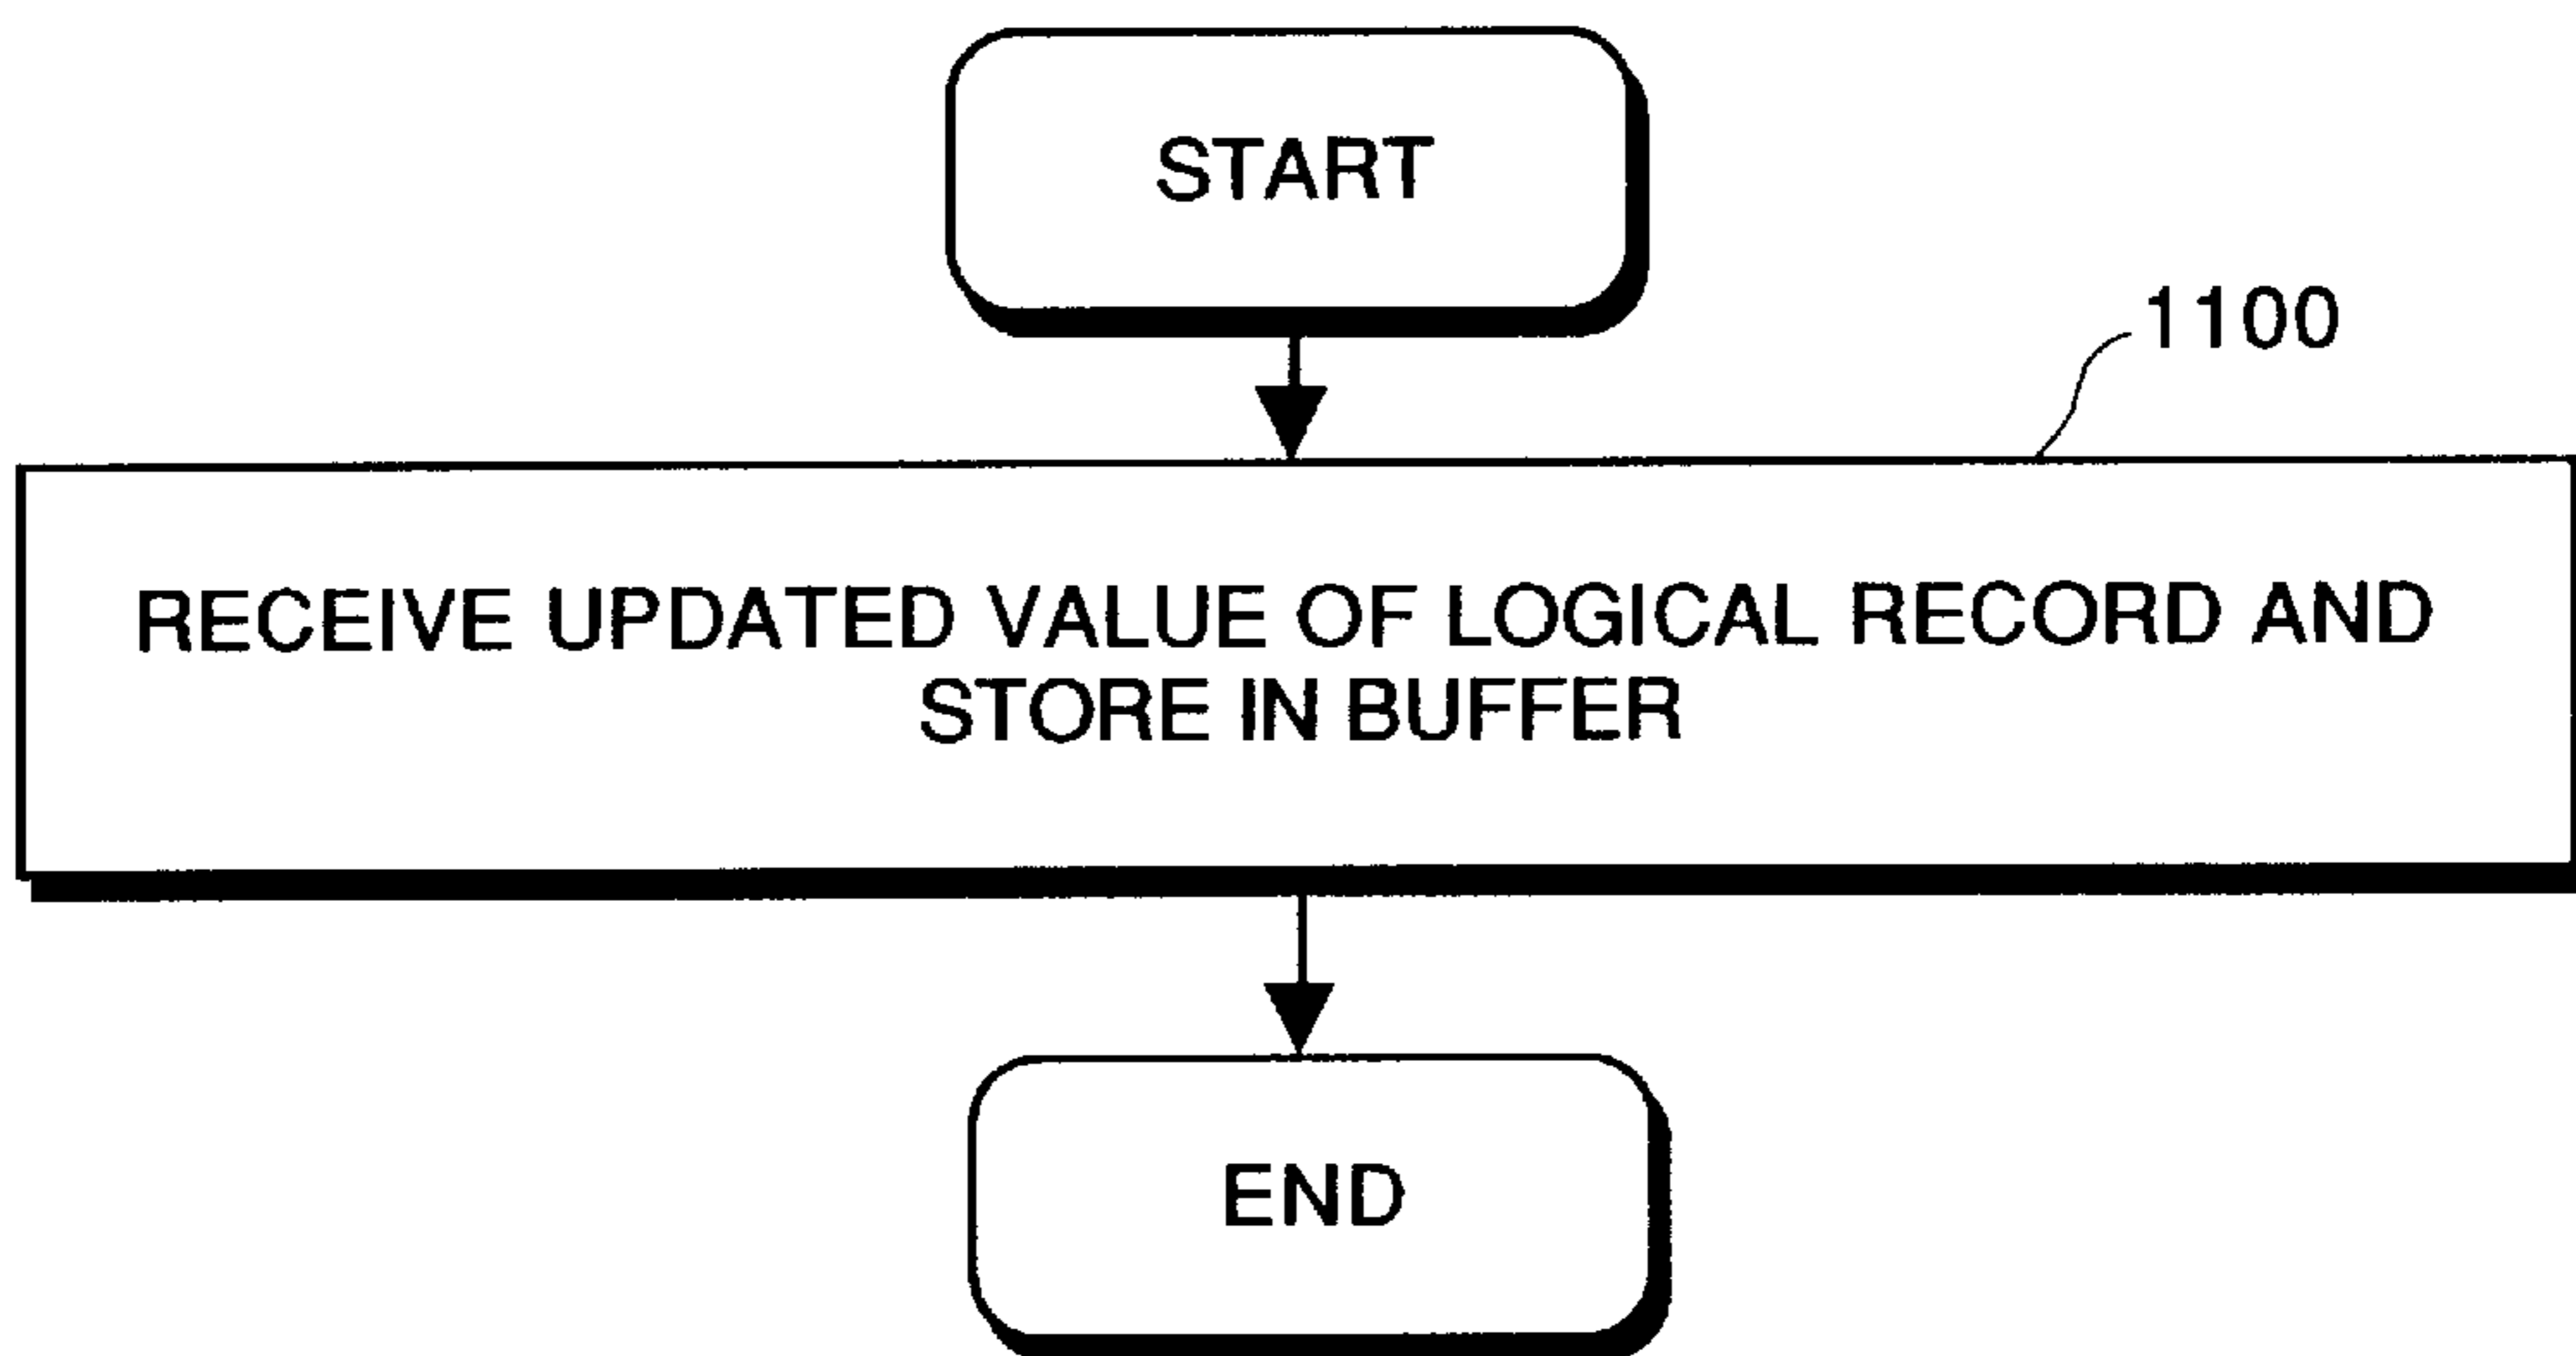 START
1100
RECEIVE UPDATED VALUE OF LOGICAL RECORD AND
STORE IN BUFFER
END